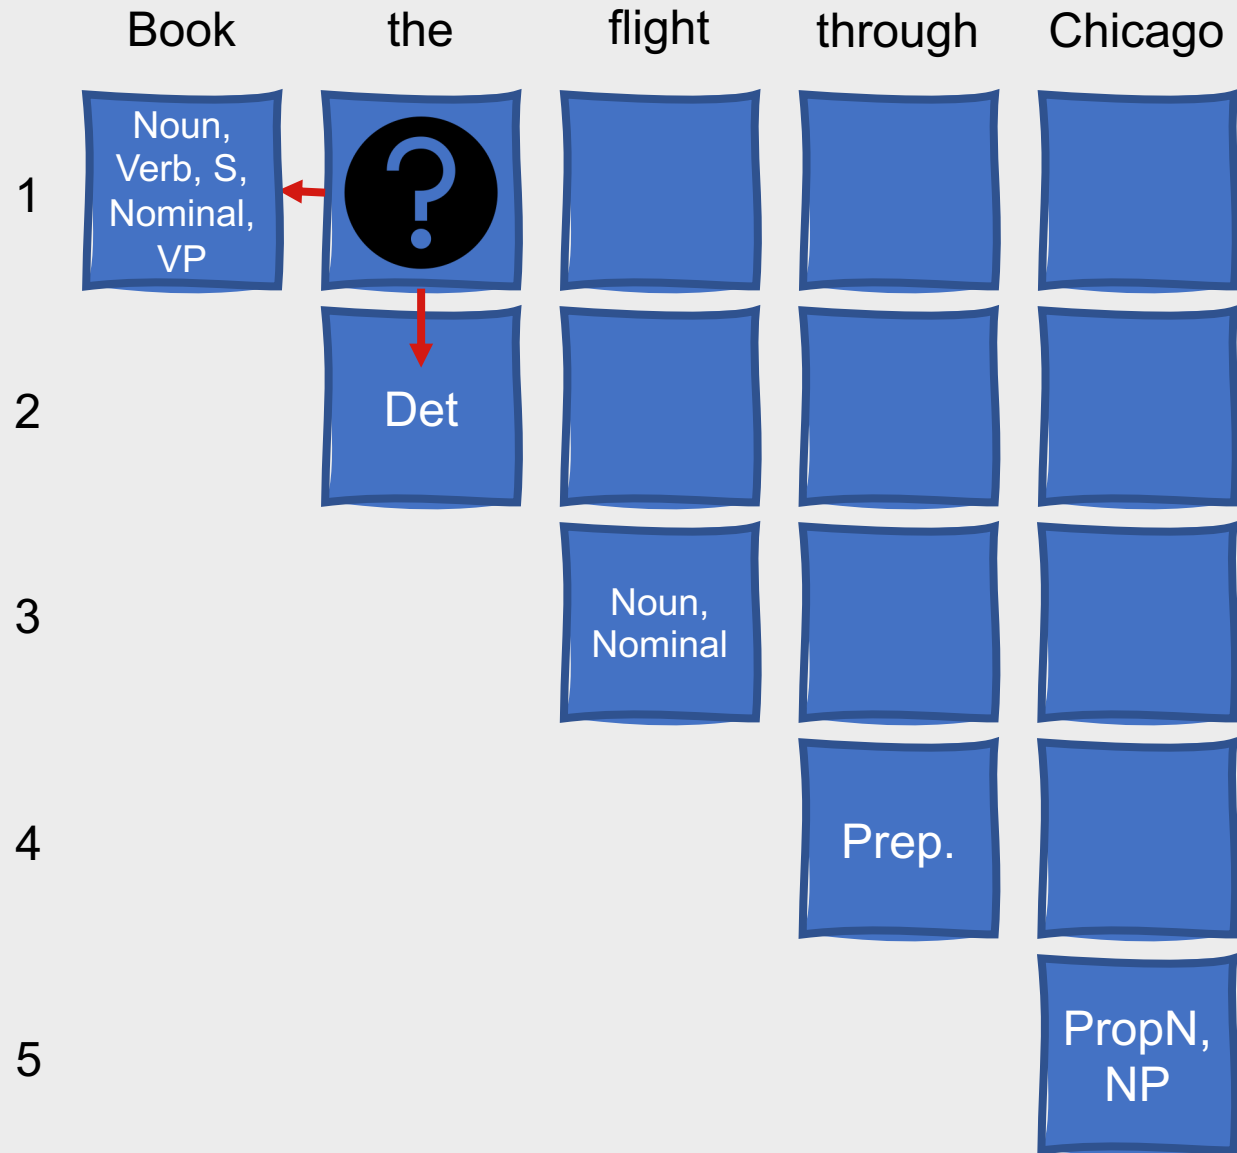 Book the flight through Chicago
1
Noun,
Verb, S,
Nominal,
VP
?
2
Det
3
Noun,
Nominal
4
Prep.
5
PropN,
NP